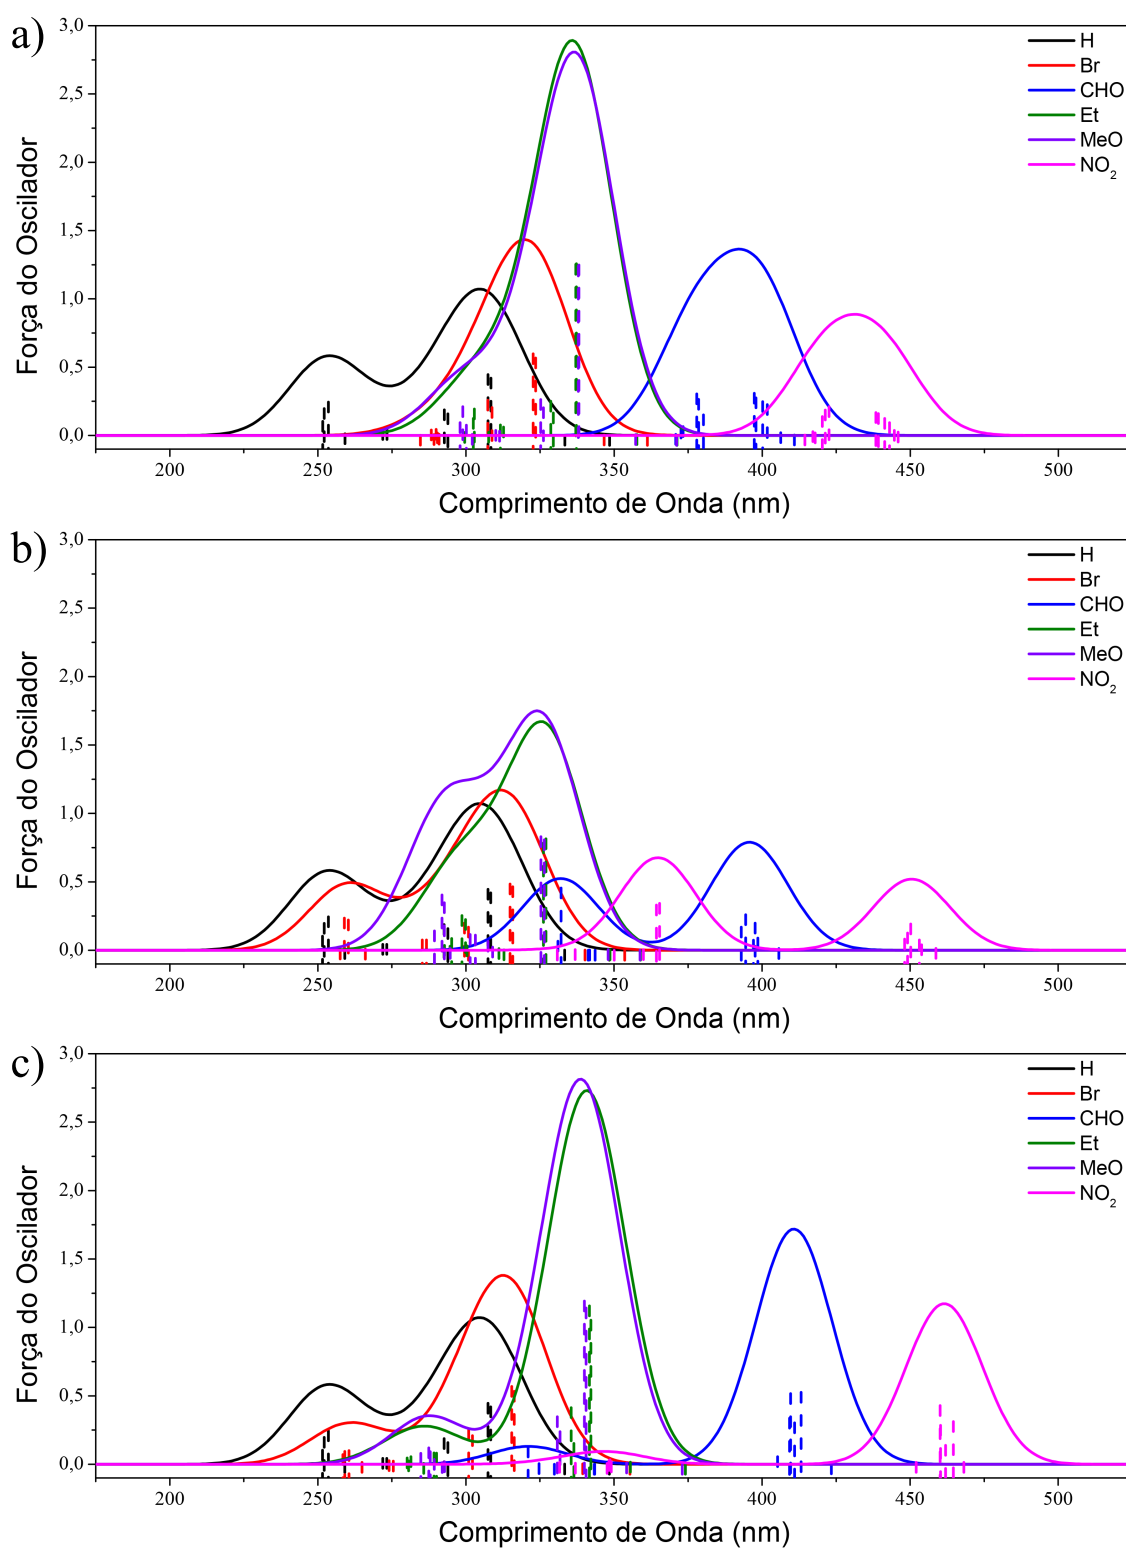 a)
3,0
2,5
2,0
1,5
1,0
0,5
0,0
Força do Oscilador
H
Br
CHO
Et
MeO
NO2
200 250 300 350 400 450 500
Comprimento de Onda (nm)
b)
3,0
2,5
2,0
1,5
1,0
0,5
0,0
Força do Oscilador
H
Br
CHO
Et
MeO
NO2
200 250 300 350 400 450 500
Comprimento de Onda (nm)
c)
3,0
2,5
2,0
1,5
1,0
0,5
0,0
Força do Oscilador
H
Br
CHO
Et
MeO
NO2
200 250 300 350 400 450 500
Comprimento de Onda (nm)